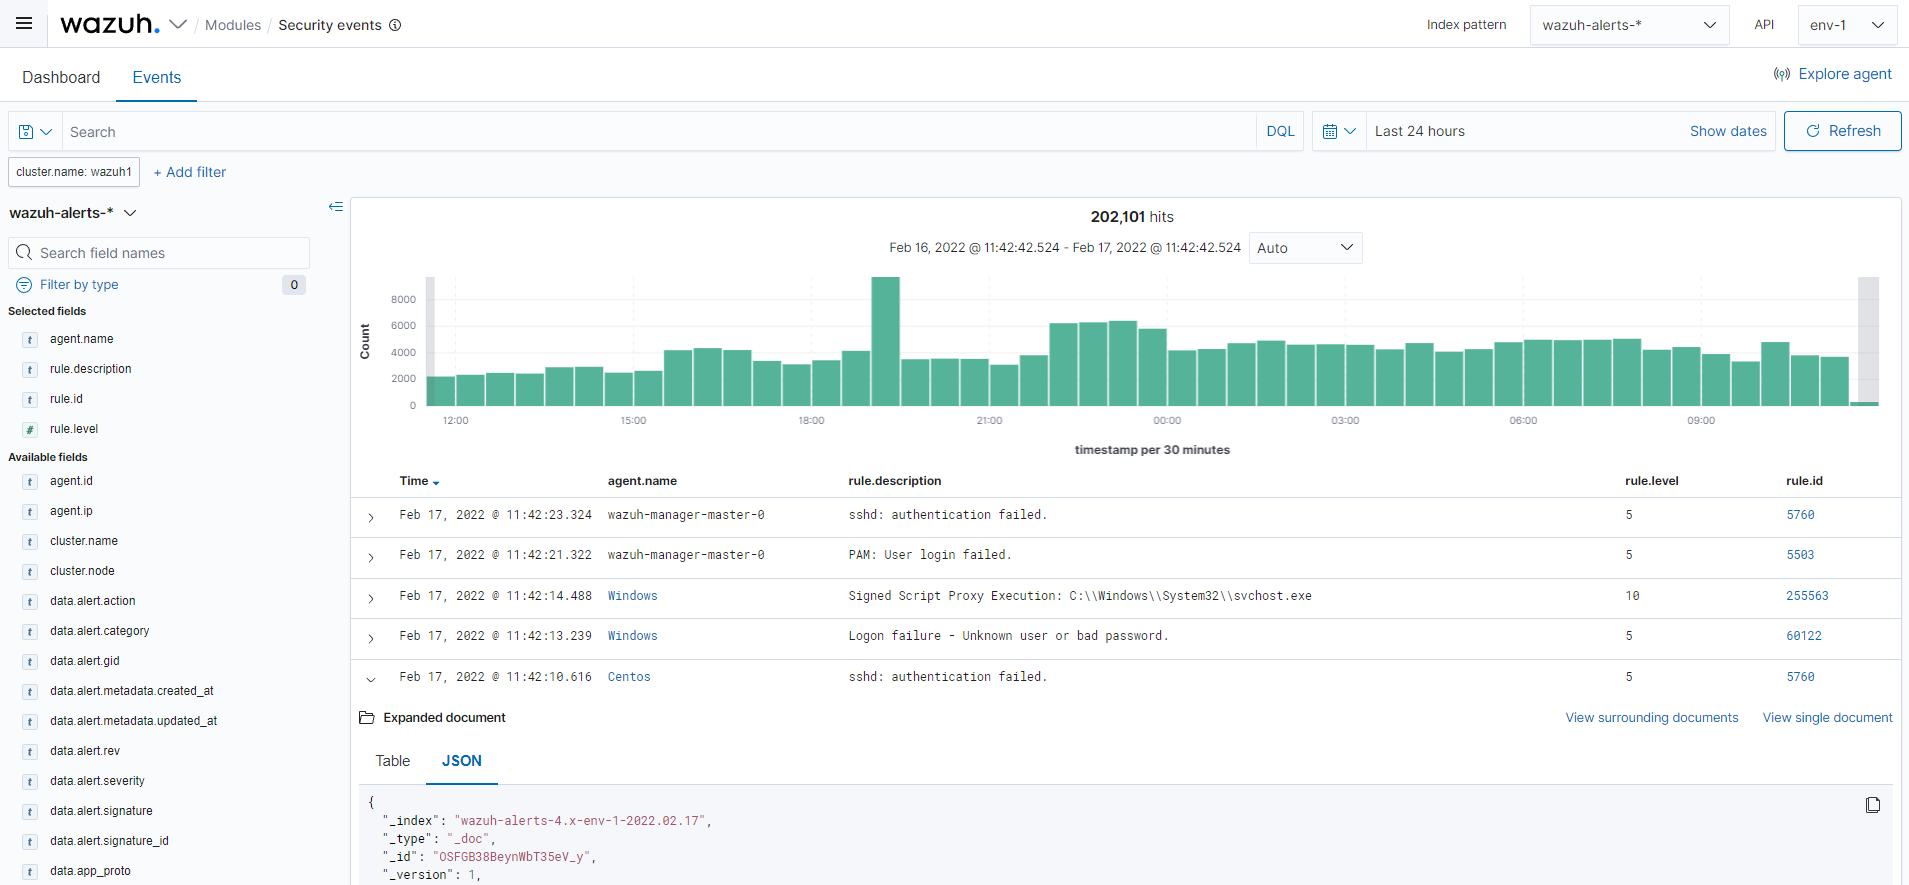 wazuh. / Modules / Security events Index pattern wazuh-alerts-* API env-1
Dashboard Events Explore agent
Search DQL Last 24 hours Show dates Refresh
cluster.name: wazuh1 + Add filter
wazuh-alerts-*
Search field names
Filter by type 0
Selected fields
t agent.name
t rule.description
t rule.id
# rule.level
Available fields
t agent.id
t agent.ip
t cluster.name
t cluster.node
t data.alert.action
t data.alert.category
t data.alert.gid
t data.alert.metadata.created_at
t data.alert.metadata.updated_at
t data.alert.rev
t data.alert.severity
t data.alert.signature
t data.alert.signature_id
t data.app_proto
202,101 hits
Feb 16, 2022 @ 11:42:42.524 - Feb 17, 2022 @ 11:42:42.524 Auto
Count
8000
6000
4000
2000
0
12:00 15:00 18:00 21:00 00:00 03:00 06:00 09:00
timestamp per 30 minutes
Time agent.name rule.description rule.level rule.id
Feb 17, 2022 @ 11:42:23.324 wazuh-manager-master-0 sshd: authentication failed. 5 5760
Feb 17, 2022 @ 11:42:21.322 wazuh-manager-master-0 PAM: User login failed. 5 5503
Feb 17, 2022 @ 11:42:14.488 Windows Signed Script Proxy Execution: C:\\Windows\\System32\\svchost.exe 10 255563
Feb 17, 2022 @ 11:42:13.239 Windows Logon failure - Unknown user or bad password. 5 60122
Feb 17, 2022 @ 11:42:10.616 Centos sshd: authentication failed. 5 5760
Expanded document View surrounding documents View single document
Table JSON
{
"_index": "wazuh-alerts-4.x-env-1-2022.02.17",
"_type": "_doc",
"_id": "OSFGB38BeynWbT35eV_y",
"_version": 1,